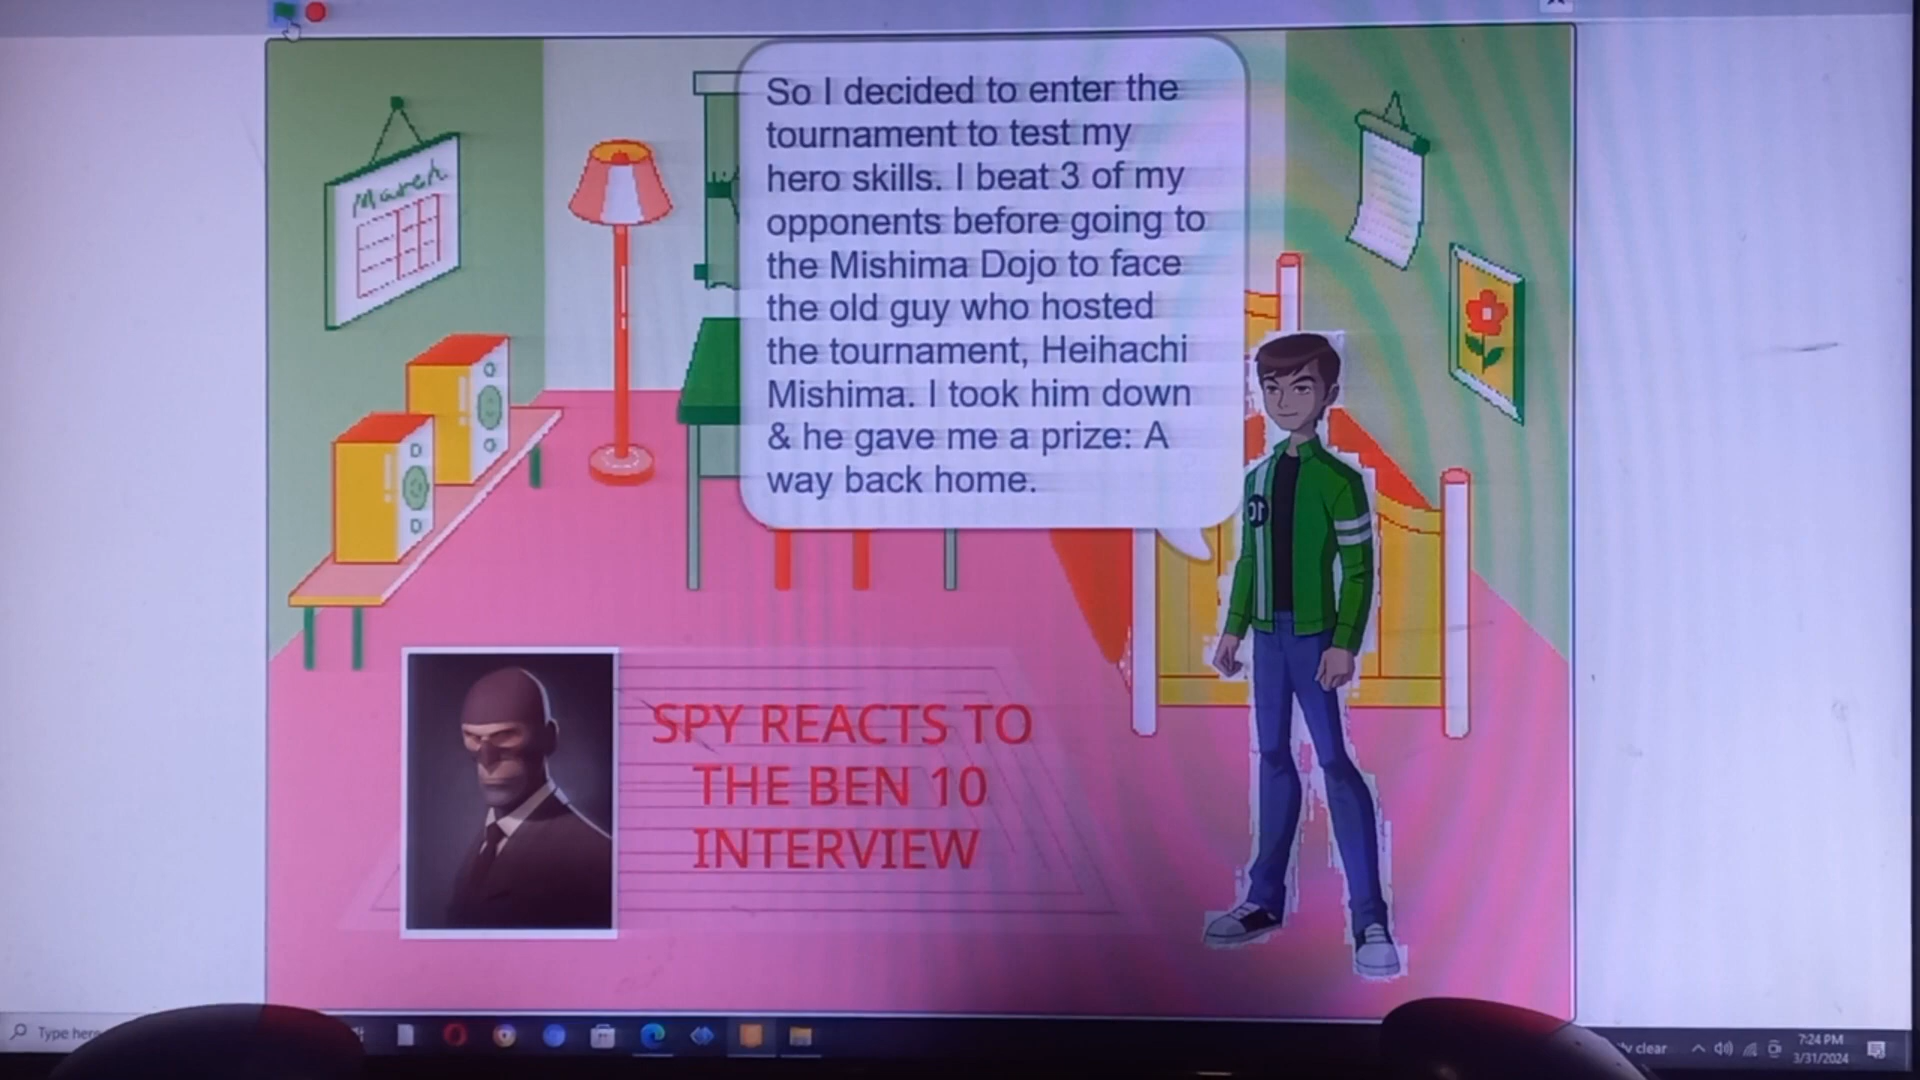 So I decided to enter the
tournament to test my
hero skills. I beat 3 of my
opponents before going to
the Mishima Dojo to face
the old guy who hosted
the tournament, Heihachi
Mishima. I took him down
& he gave me a prize: A
way back home.
March
10
SPY REACTS TO
THE BEN 10
INTERVIEW
Type here
clear
7:24 PM
3/31/2024